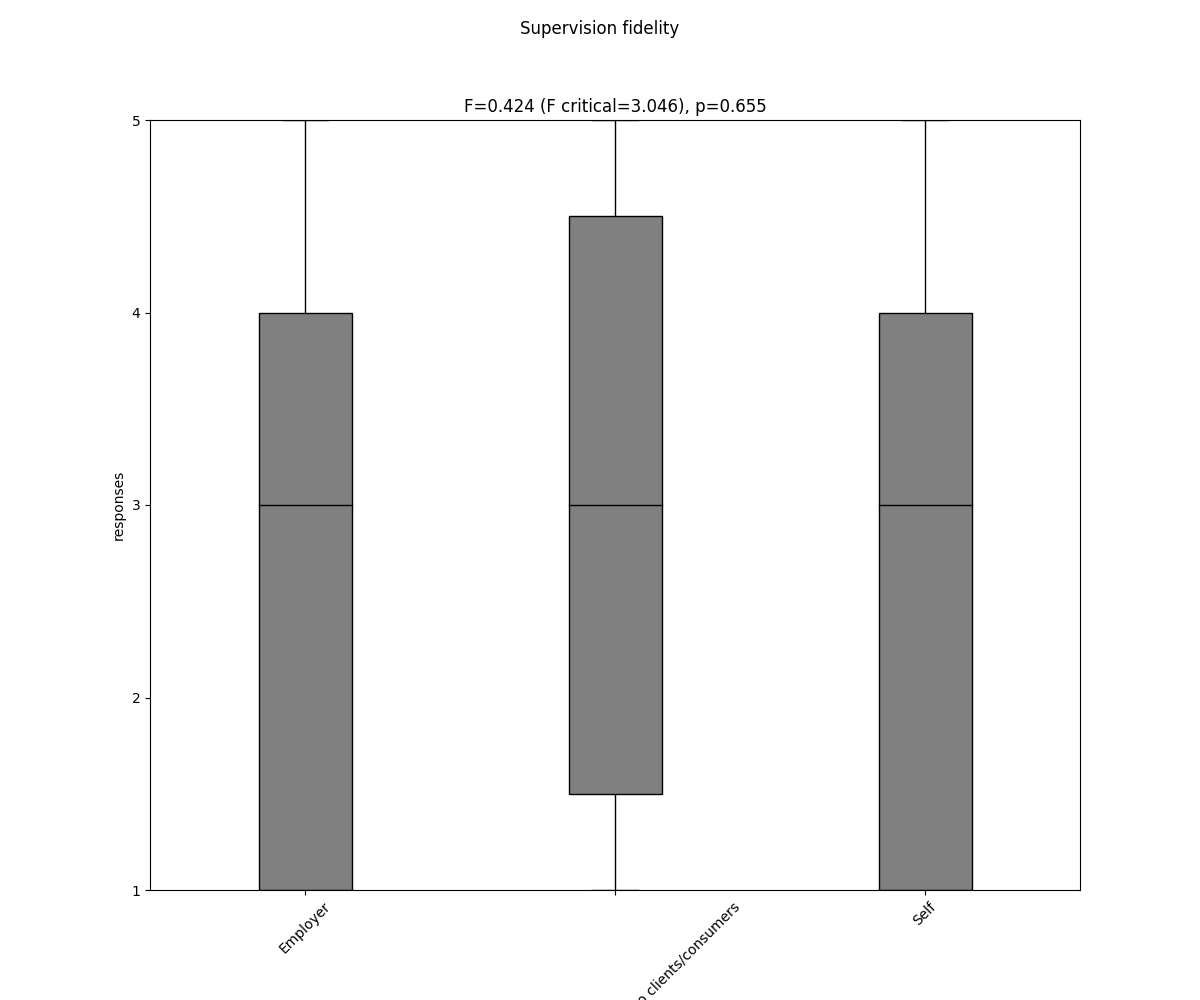 Supervision fidelity
F=0.424 (F critical=3.046), p=0.655
5
4
3
2
1
responses
Employer
clients/consumers
Self